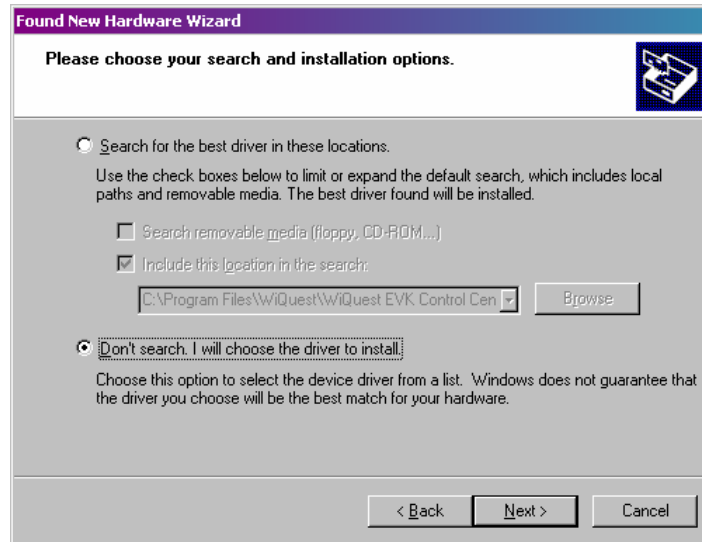 Found New Hardware Wizard
Please choose your search and installation options.
Search for the best driver in these locations.
Use the check boxes below to limit or expand the default search, which includes local
paths and removable media. The best driver found will be installed.
Search removable media (floppy, CD-ROM...)
Include this location in the search:
C:\Program Files\WiQuest\WiQuest EVK Control Cen
Browse
Don't search. I will choose the driver to install.
Choose this option to select the device driver from a list. Windows does not guarantee that
the driver you choose will be the best match for your hardware.
< Back Next > Cancel